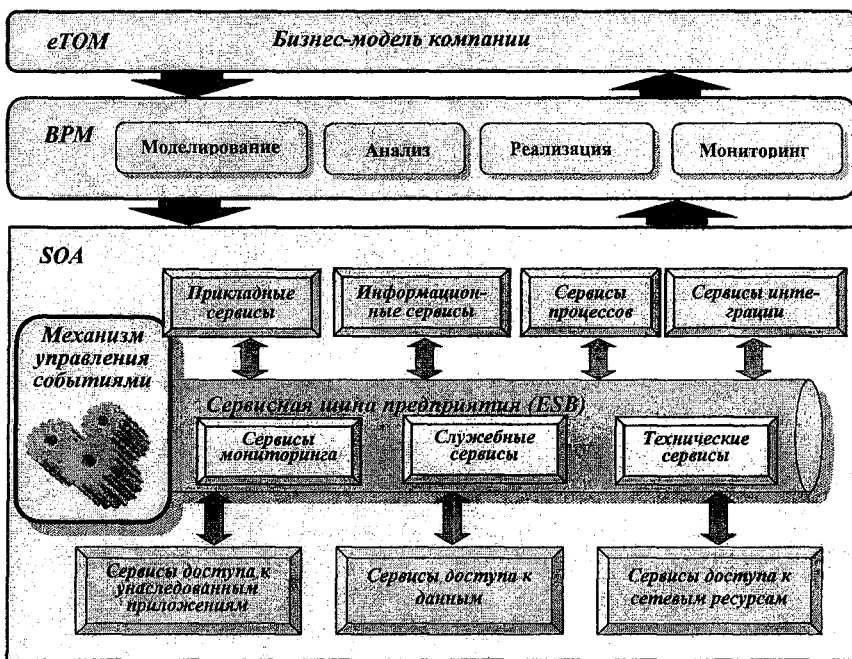 eTOM
Бизнес-модель компании
BPM
Моделирование
Анализ
Реализация
Мониторинг
SOA
Прикладные
сервисы
Информацион-
ные сервисы
Сервисы
процессов
Сервисы инте-
грации
Механизм
управления
событиями
Сервисная шина предприятия (ESB)
Сервисы
мониторинга
Служебные
сервисы
Технические
сервисы
Сервисы доступа к
унаследованным
приложениям
Сервисы доступа к
данным
Сервисы доступа к
сетевым ресурсам